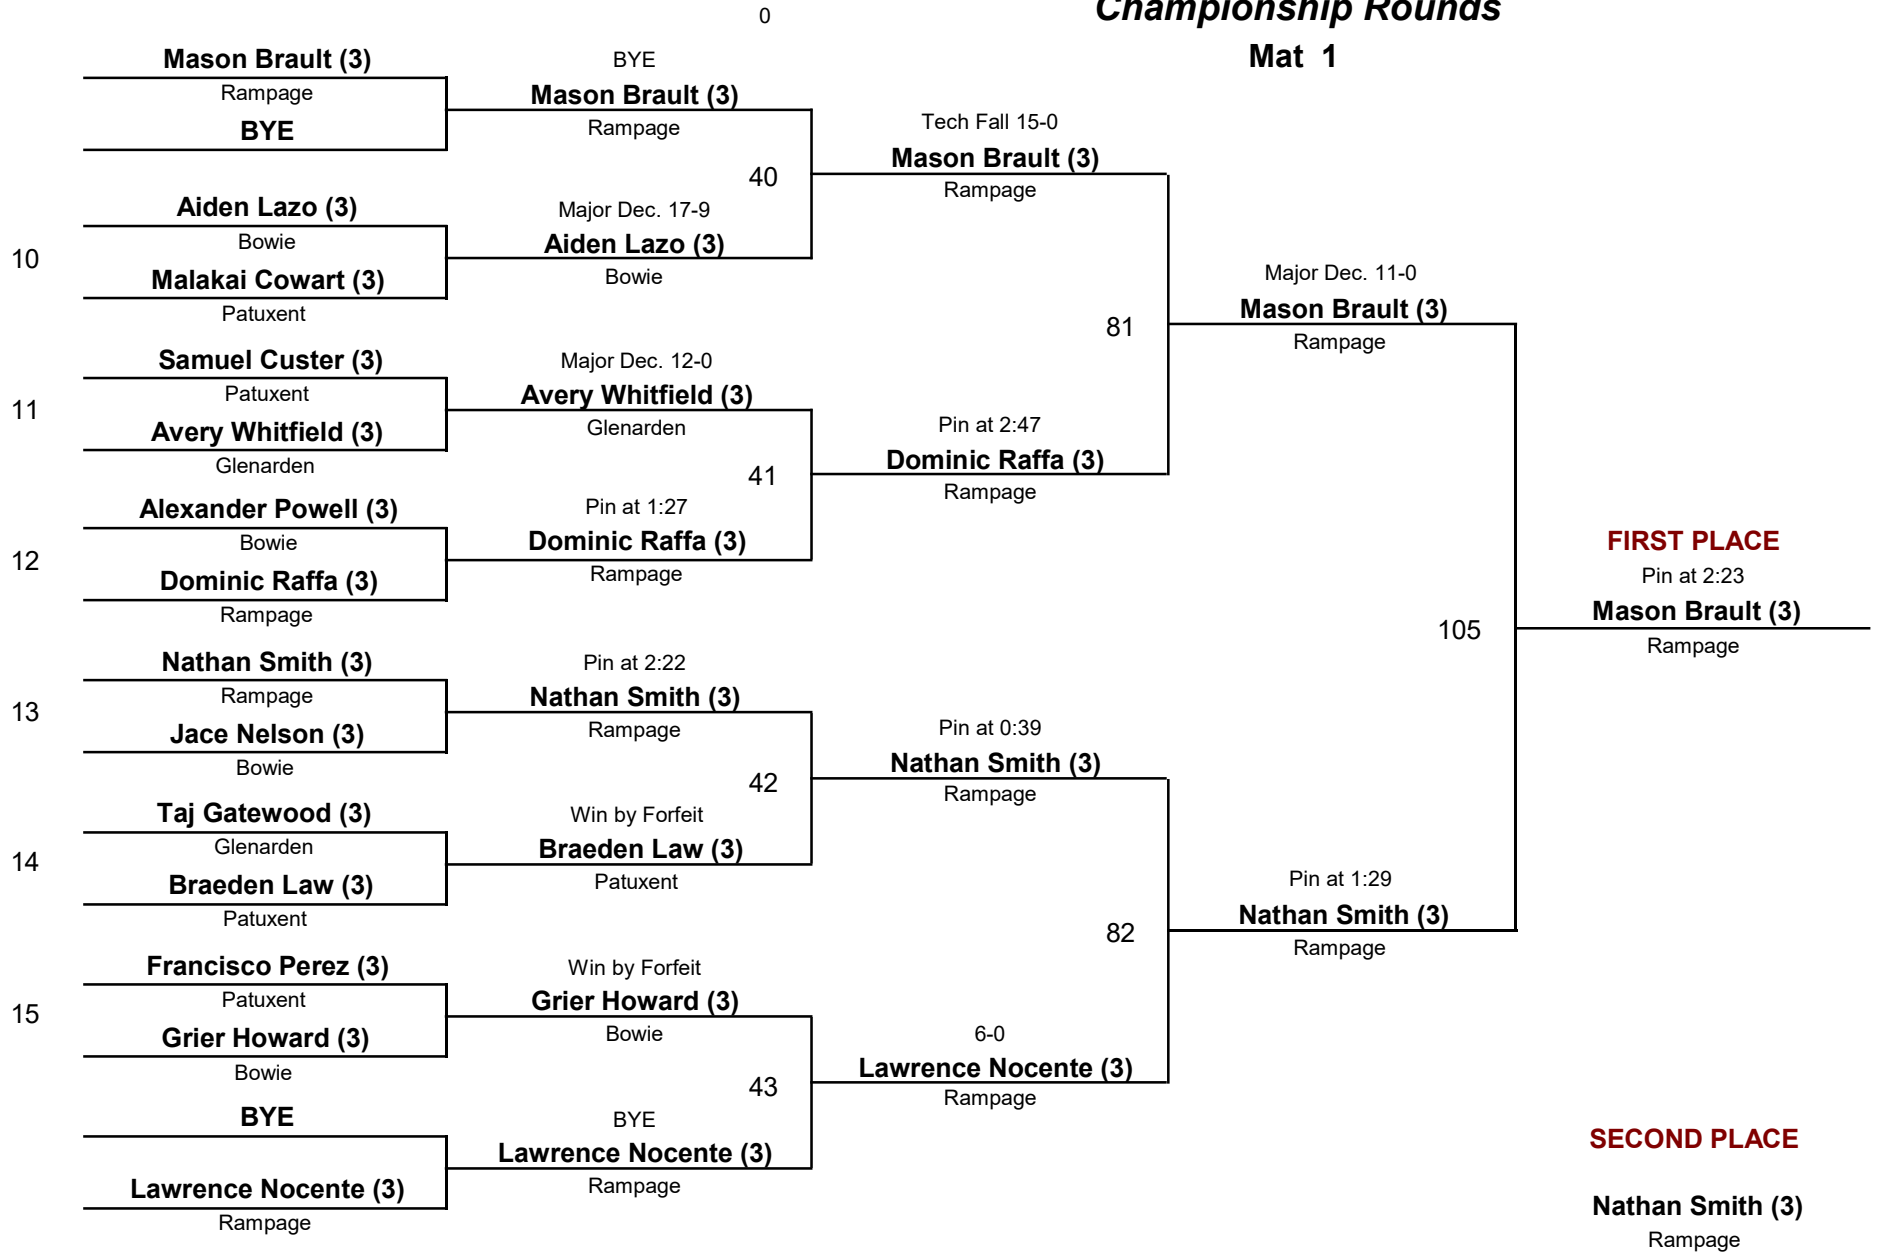 0
Championship Rounds
Mat 1
Mason Brault (3)
Rampage
BYE
10
Aiden Lazo (3)
Bowie
Malakai Cowart (3)
Patuxent
11
Samuel Custer (3)
Patuxent
Avery Whitfield (3)
Glenarden
12
Alexander Powell (3)
Bowie
Dominic Raffa (3)
Rampage
13
Nathan Smith (3)
Rampage
Jace Nelson (3)
Bowie
14
Taj Gatewood (3)
Glenarden
Braeden Law (3)
Patuxent
15
Francisco Perez (3)
Patuxent
Grier Howard (3)
Bowie
BYE
Lawrence Nocente (3)
Rampage
BYE
Mason Brault (3)
Rampage
40
Major Dec. 17-9
Aiden Lazo (3)
Bowie
Major Dec. 12-0
Avery Whitfield (3)
Glenarden
41
Pin at 1:27
Dominic Raffa (3)
Rampage
Pin at 2:22
Nathan Smith (3)
Rampage
42
Win by Forfeit
Braeden Law (3)
Patuxent
Win by Forfeit
Grier Howard (3)
Bowie
43
BYE
Lawrence Nocente (3)
Rampage
Tech Fall 15-0
Mason Brault (3)
Rampage
81
Pin at 2:47
Dominic Raffa (3)
Rampage
Pin at 0:39
Nathan Smith (3)
Rampage
82
6-0
Lawrence Nocente (3)
Rampage
Major Dec. 11-0
Mason Brault (3)
Rampage
105
Pin at 1:29
Nathan Smith (3)
Rampage
FIRST PLACE
Pin at 2:23
Mason Brault (3)
Rampage
SECOND PLACE
Nathan Smith (3)
Rampage